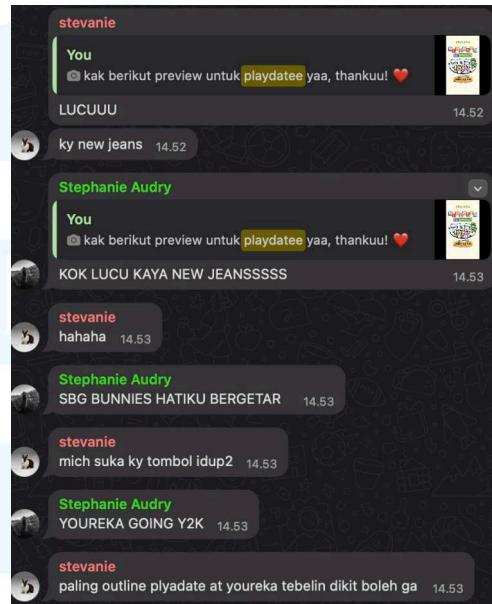 stevanie
You
kak berikut preview untuk playdatee yaa, thankuu! ❤️
LUCUUU
14.52
ky new jeans 14.52
Stephanie Audry
You
kak berikut preview untuk playdatee yaa, thankuu! ❤️
KOK LUCU KAYA NEW JEANSSSSS
14.53
stevanie
hahaha 14.53
Stephanie Audry
SBG BUNNIES HATIKU BERGETAR 14.53
stevanie
mich suka ky tombol idup2 14.53
Stephanie Audry
YOUREKA GOING Y2K 14.53
stevanie
paling outline plyadate at youreka tebelin dikit boleh ga 14.53